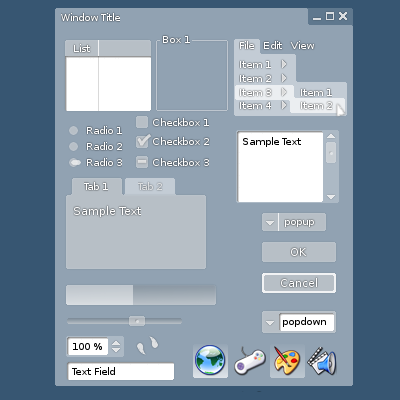 Window Title
List
Box 1
File Edit View
Item 1
Item 2
Item 3 Item 1
Item 4 Item 2
Radio 1
Radio 2
Radio 3
Checkbox 1
Checkbox 2
Checkbox 3
Sample Text
Tab 1 Tab 2
Sample Text
popup
OK
Cancel
popdown
100 %
Text Field